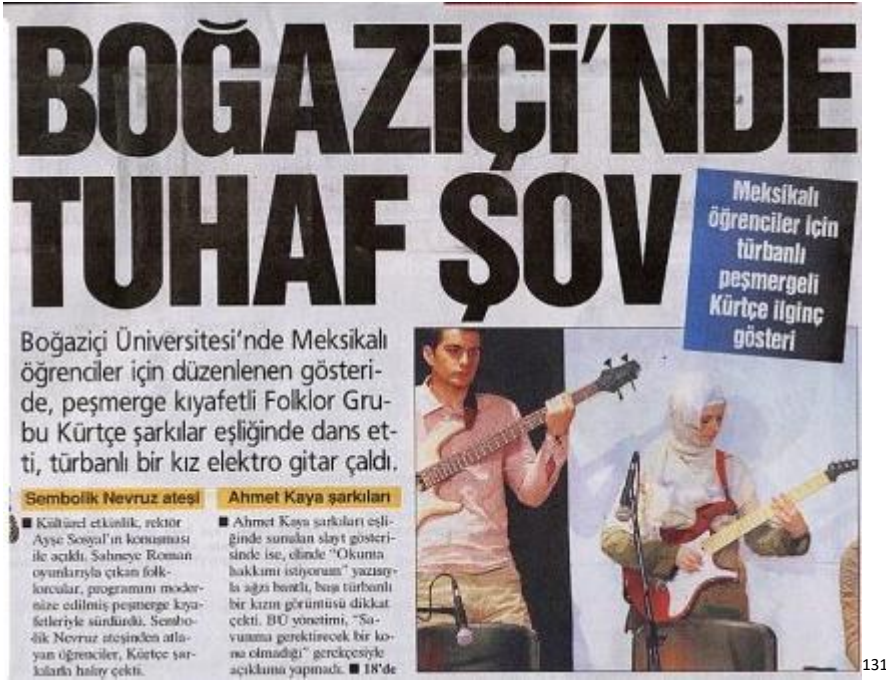 BOĞAZİÇİ'NDE
TUHAF ŞOV
Meksikalı
öğrenciler için
türbanlı
peşmergeli
Kürtçe ilginç
gösteri
Boğaziçi Üniversitesi'nde Meksikalı
öğrenciler için düzenlenen gösteri-
de, peşmerge kıyafetli Folklor Gru-
bu Kürtçe şarkılar eşliğinde dans et-
ti, türbanlı bir kız elektro gitar çaldı.
Sembolik Nevruz ateşi
■ Kültürel etkinlik, rektör
Ayşe Soysal'ın konuşması
ile açıldı. Sahneye Roman
oyunlarıyla çıkan folk-
lorcular, programı moder-
nize edilmiş peşmerge kıya-
fetleriyle sürdürdü. Sembo-
lik Nevruz ateşinden atla-
yan öğrenciler, Kürtçe şar-
kılarla halay çekti.
Ahmet Kaya şarkıları
■ Ahmet Kaya şarkıları eşli-
ğinde sunulan slayt gösteri-
sinde ise, elinde "Okuma
hakkımı istiyorum" yazısıy-
la ağzı bantlı, başı türbanlı
bir kızın görüntüsü dikkat
çekti. BÜ yönetimi, "Sa-
vunma gerektirecek bir ko-
nu olmadığı" gerekçesiyle
açıklama yapmadı. ■ 18'de
131